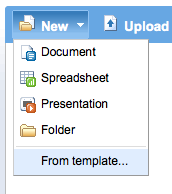 New Upload
Document
Spreadsheet
Presentation
Folder
From template...